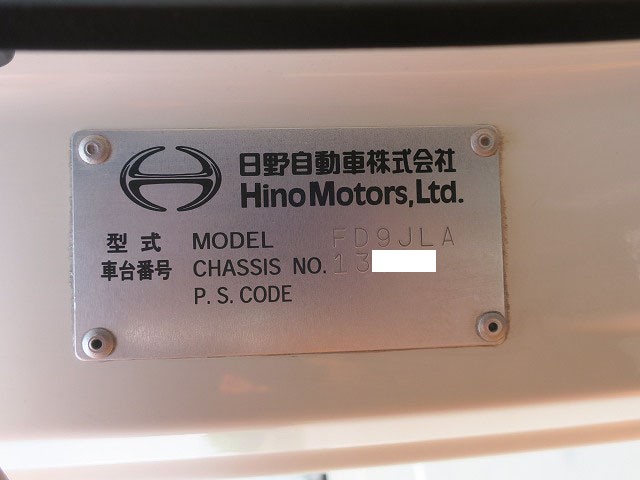 日野自動車株式会社
Hino Motors, Ltd.
型式 MODEL FD9JLA
車台番号 CHASSIS NO. 13
P.S.CODE